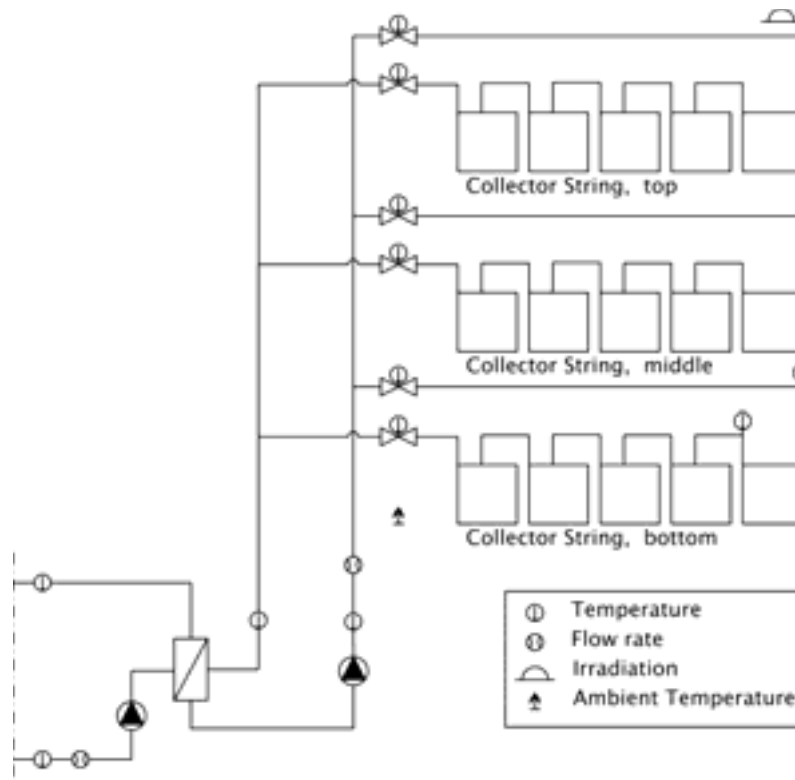 Collector String, top
Collector String, middle
Collector String, bottom
Temperature
Flow rate
Irradiation
Ambient Temperature